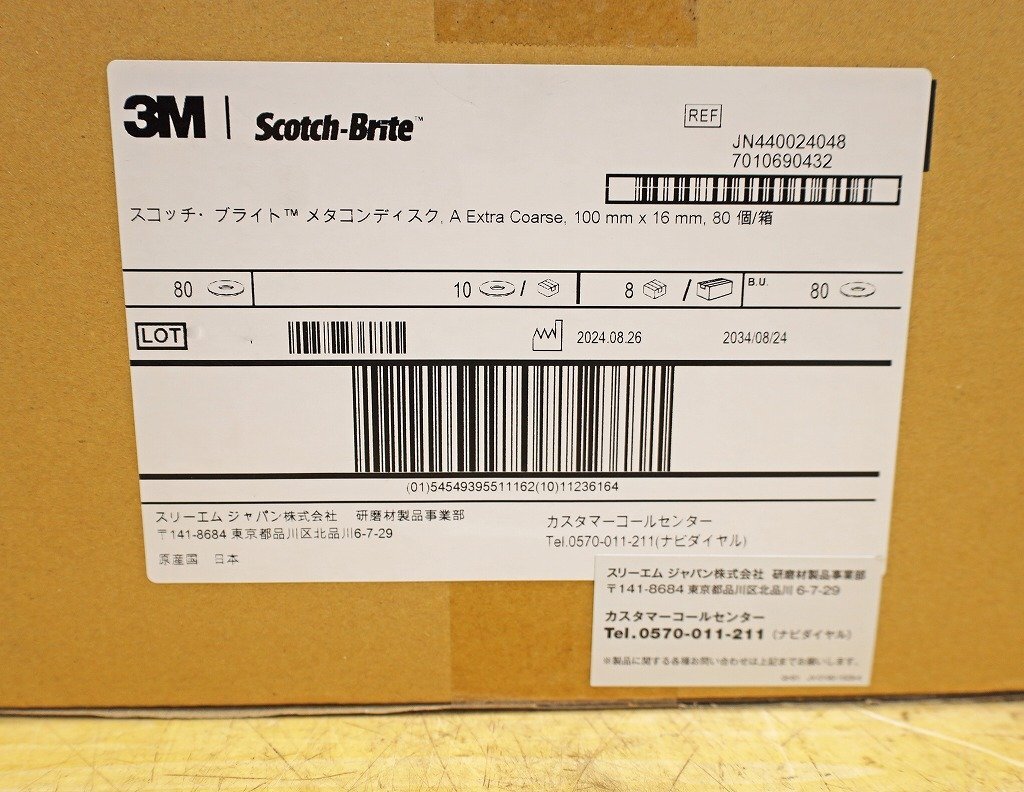 3M Scotch-Brite™
REF
JN440024048
7010690432
スコッチ・ブライト™ メタコンディスク, A Extra Coarse, 100 mm x 16 mm, 80 個/箱
80 10 / 8 / B.U. 80
LOT 2024.08.26 2034/08/24
(01)54549395511162(10)11236164
スリーエム ジャパン株式会社 研磨材製品事業部
〒141-8684 東京都品川区北品川6-7-29
原産国 日本
カスタマーコールセンター
Tel.0570-011-211(ナビダイヤル)
スリーエム ジャパン株式会社 研磨材製品事業部
〒141-8684 東京都品川区北品川 6-7-29
カスタマーコールセンター
Tel.0570-011-211 (ナビダイヤル)
※製品に関する各種お問い合わせは上記までお願いします。